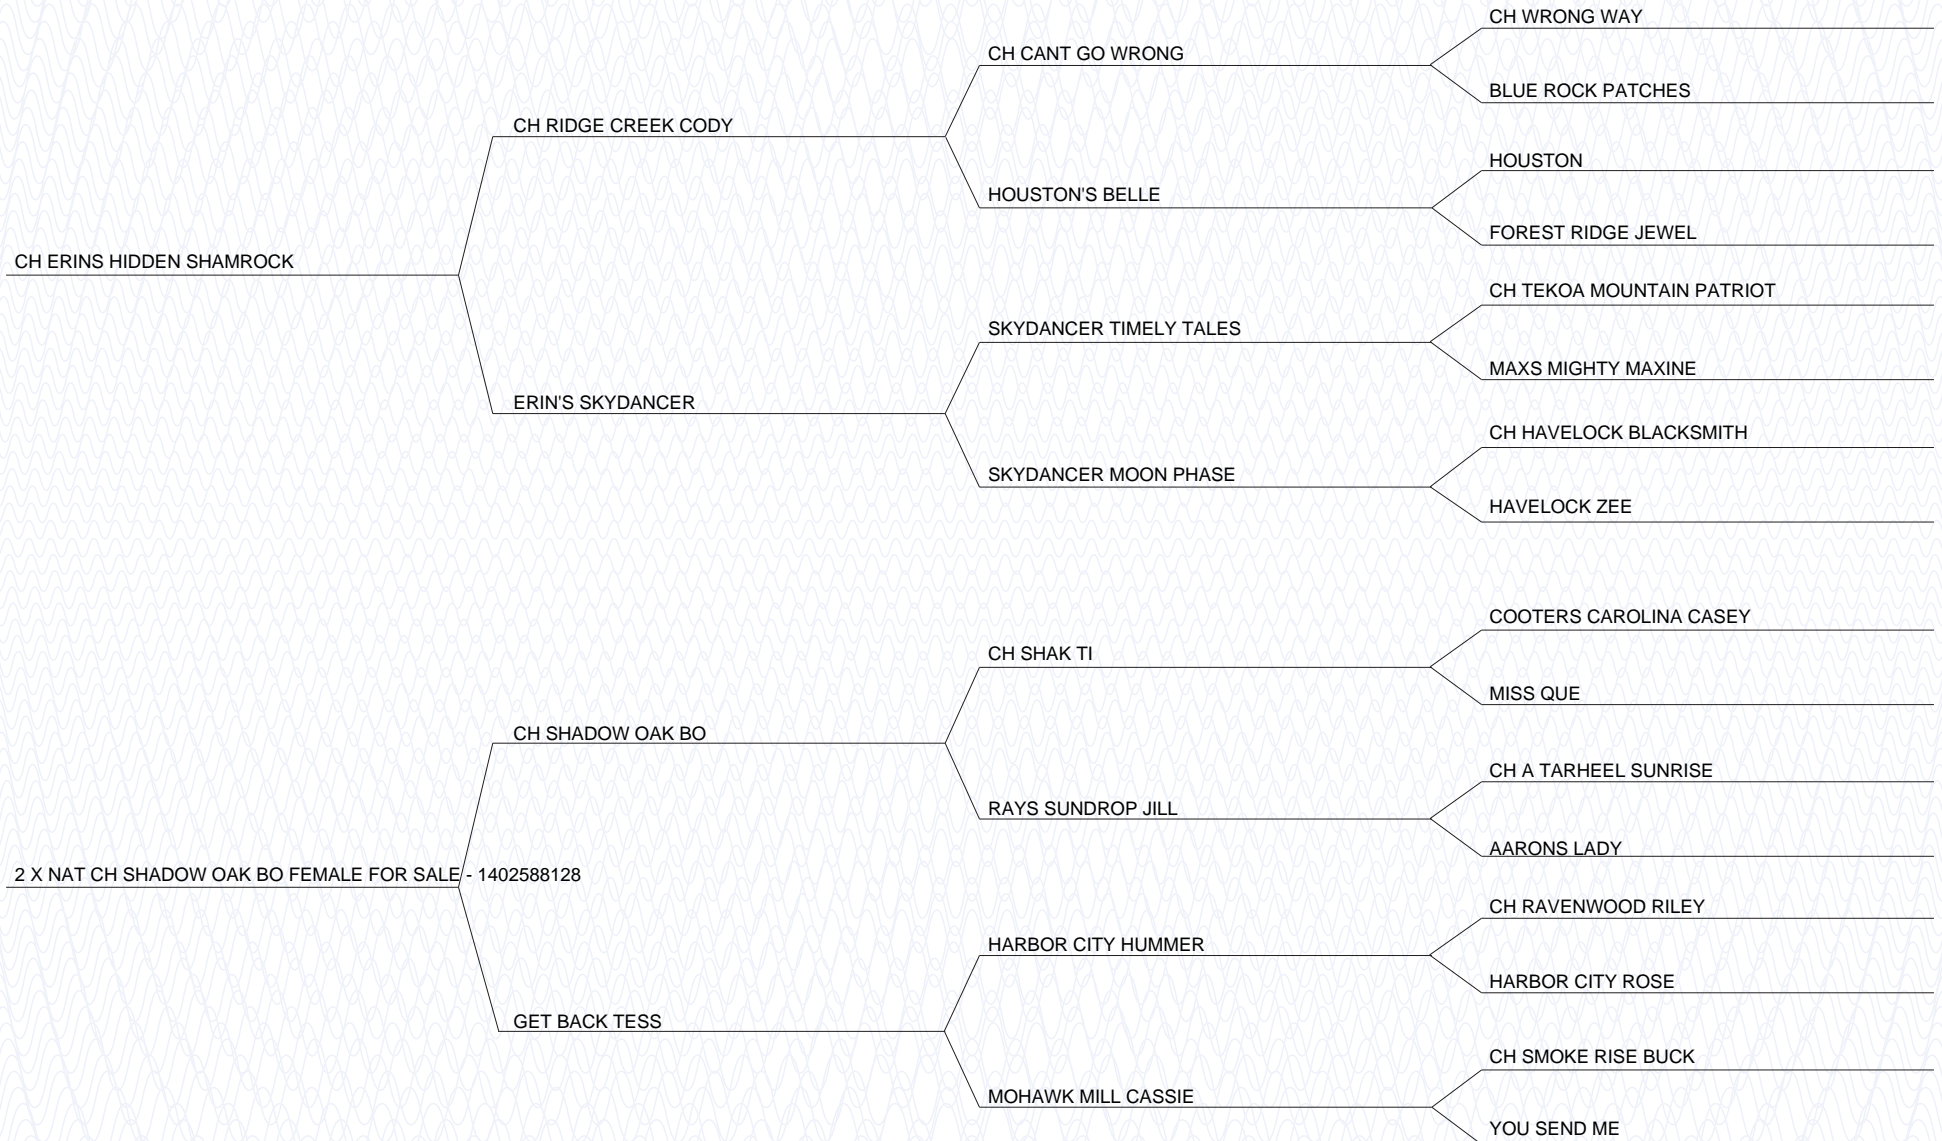 CH WRONG WAY
CH CANT GO WRONG
BLUE ROCK PATCHES
CH RIDGE CREEK CODY
HOUSTON
HOUSTON'S BELLE
FOREST RIDGE JEWEL
CH ERINS HIDDEN SHAMROCK
CH TEKOA MOUNTAIN PATRIOT
SKYDANCER TIMELY TALES
MAXS MIGHTY MAXINE
ERIN'S SKYDANCER
CH HAVELOCK BLACKSMITH
SKYDANCER MOON PHASE
HAVELOCK ZEE
COOTERS CAROLINA CASEY
CH SHAK TI
MISS QUE
CH SHADOW OAK BO
CH A TARHEEL SUNRISE
RAYS SUNDROP JILL
AARONS LADY
2 X NAT CH SHADOW OAK BO FEMALE FOR SALE - 1402588128
CH RAVENWOOD RILEY
HARBOR CITY HUMMER
HARBOR CITY ROSE
GET BACK TESS
CH SMOKE RISE BUCK
MOHAWK MILL CASSIE
YOU SEND ME